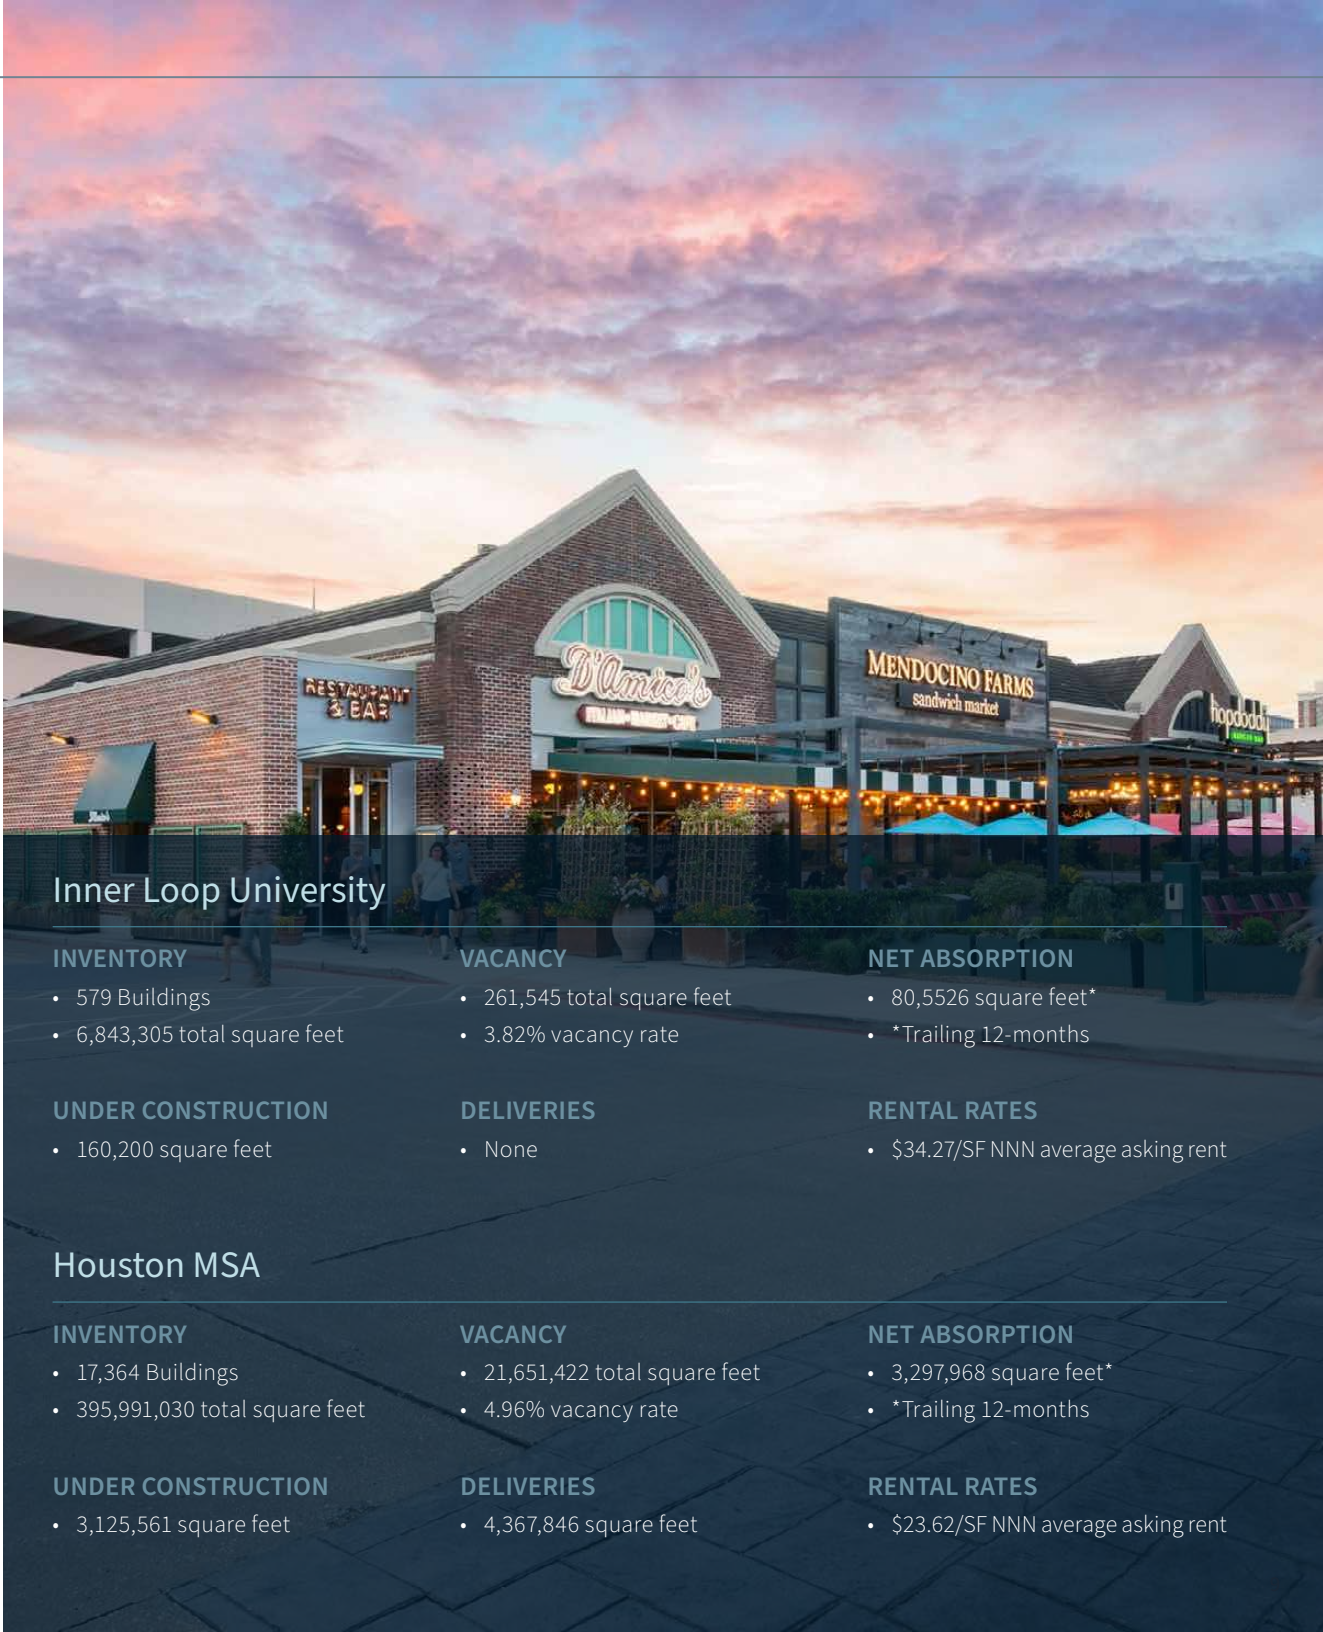 RESTAURANT
& BAR
D'Amico's
ITALIAN • MARKET • CAFE
MENDOCINO FARMS
sandwich market
hopdoddy
BURGER BAR
Inner Loop University
INVENTORY
• 579 Buildings
• 6,843,305 total square feet
VACANCY
• 261,545 total square feet
• 3.82% vacancy rate
NET ABSORPTION
• 80,5526 square feet*
• *Trailing 12-months
UNDER CONSTRUCTION
• 160,200 square feet
DELIVERIES
• None
RENTAL RATES
• $34.27/SF NNN average asking rent
Houston MSA
INVENTORY
• 17,364 Buildings
• 395,991,030 total square feet
VACANCY
• 21,651,422 total square feet
• 4.96% vacancy rate
NET ABSORPTION
• 3,297,968 square feet*
• *Trailing 12-months
UNDER CONSTRUCTION
• 3,125,561 square feet
DELIVERIES
• 4,367,846 square feet
RENTAL RATES
• $23.62/SF NNN average asking rent